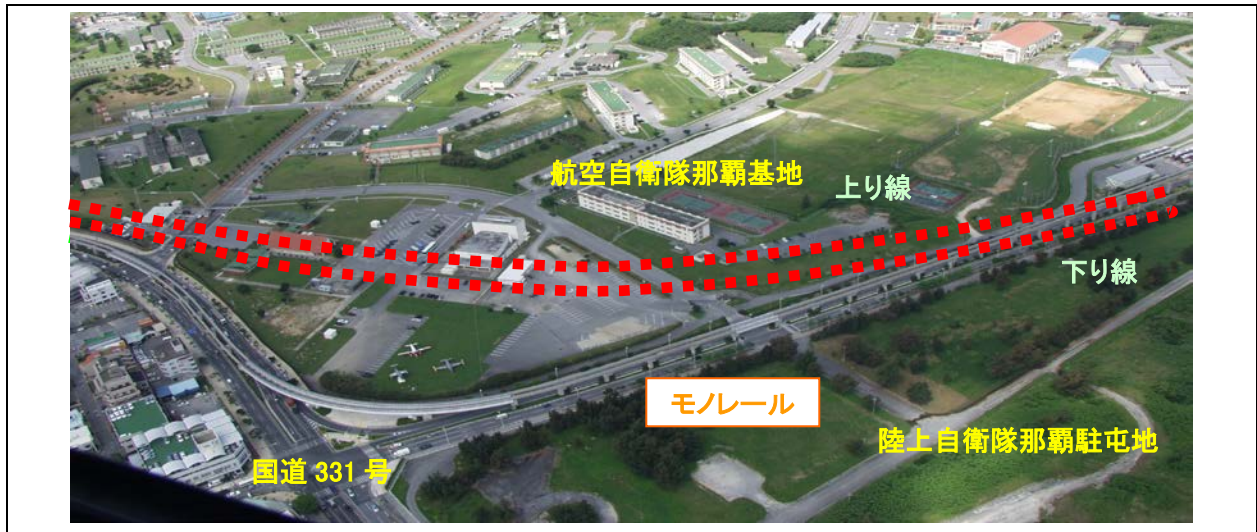 航空自衛隊那覇基地
上り線
下り線
モノレール
陸上自衛隊那覇駐屯地
国道 331 号